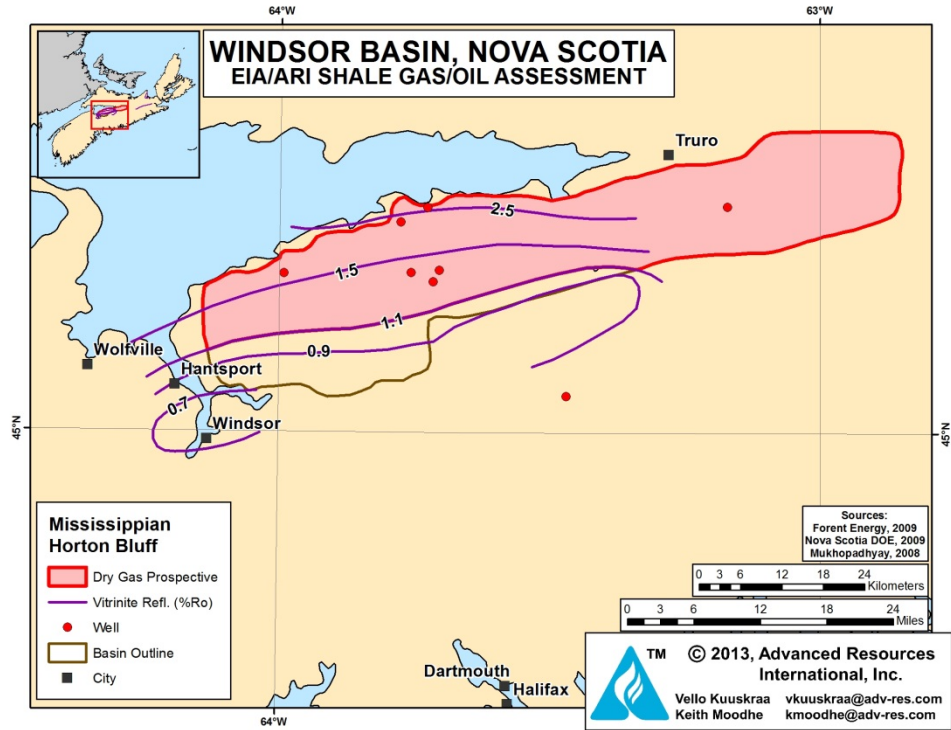 64°W
63°W
WINDSOR BASIN, NOVA SCOTIA
EIA/ARI SHALE GAS/OIL ASSESSMENT
Truro
2.5
1.5
1.1
0.9
0.7
Wolfville
Hantsport
Windsor
45°N
45°N
Mississippian
Horton Bluff
Dry Gas Prospective
Vitrinite Refl. (%Ro)
Well
Basin Outline
City
Sources:
Forent Energy, 2009
Nova Scotia DOE, 2009
Mukhopadhyay, 2008
0 3 6 12 18 24
Kilometers
0 3 6 12 18 24
Miles
Dartmouth
Halifax
TM
© 2013, Advanced Resources
International, Inc.
Vello Kuuskraa vkuuskraa@adv-res.com
Keith Moodhe kmoodhe@adv-res.com
64°W